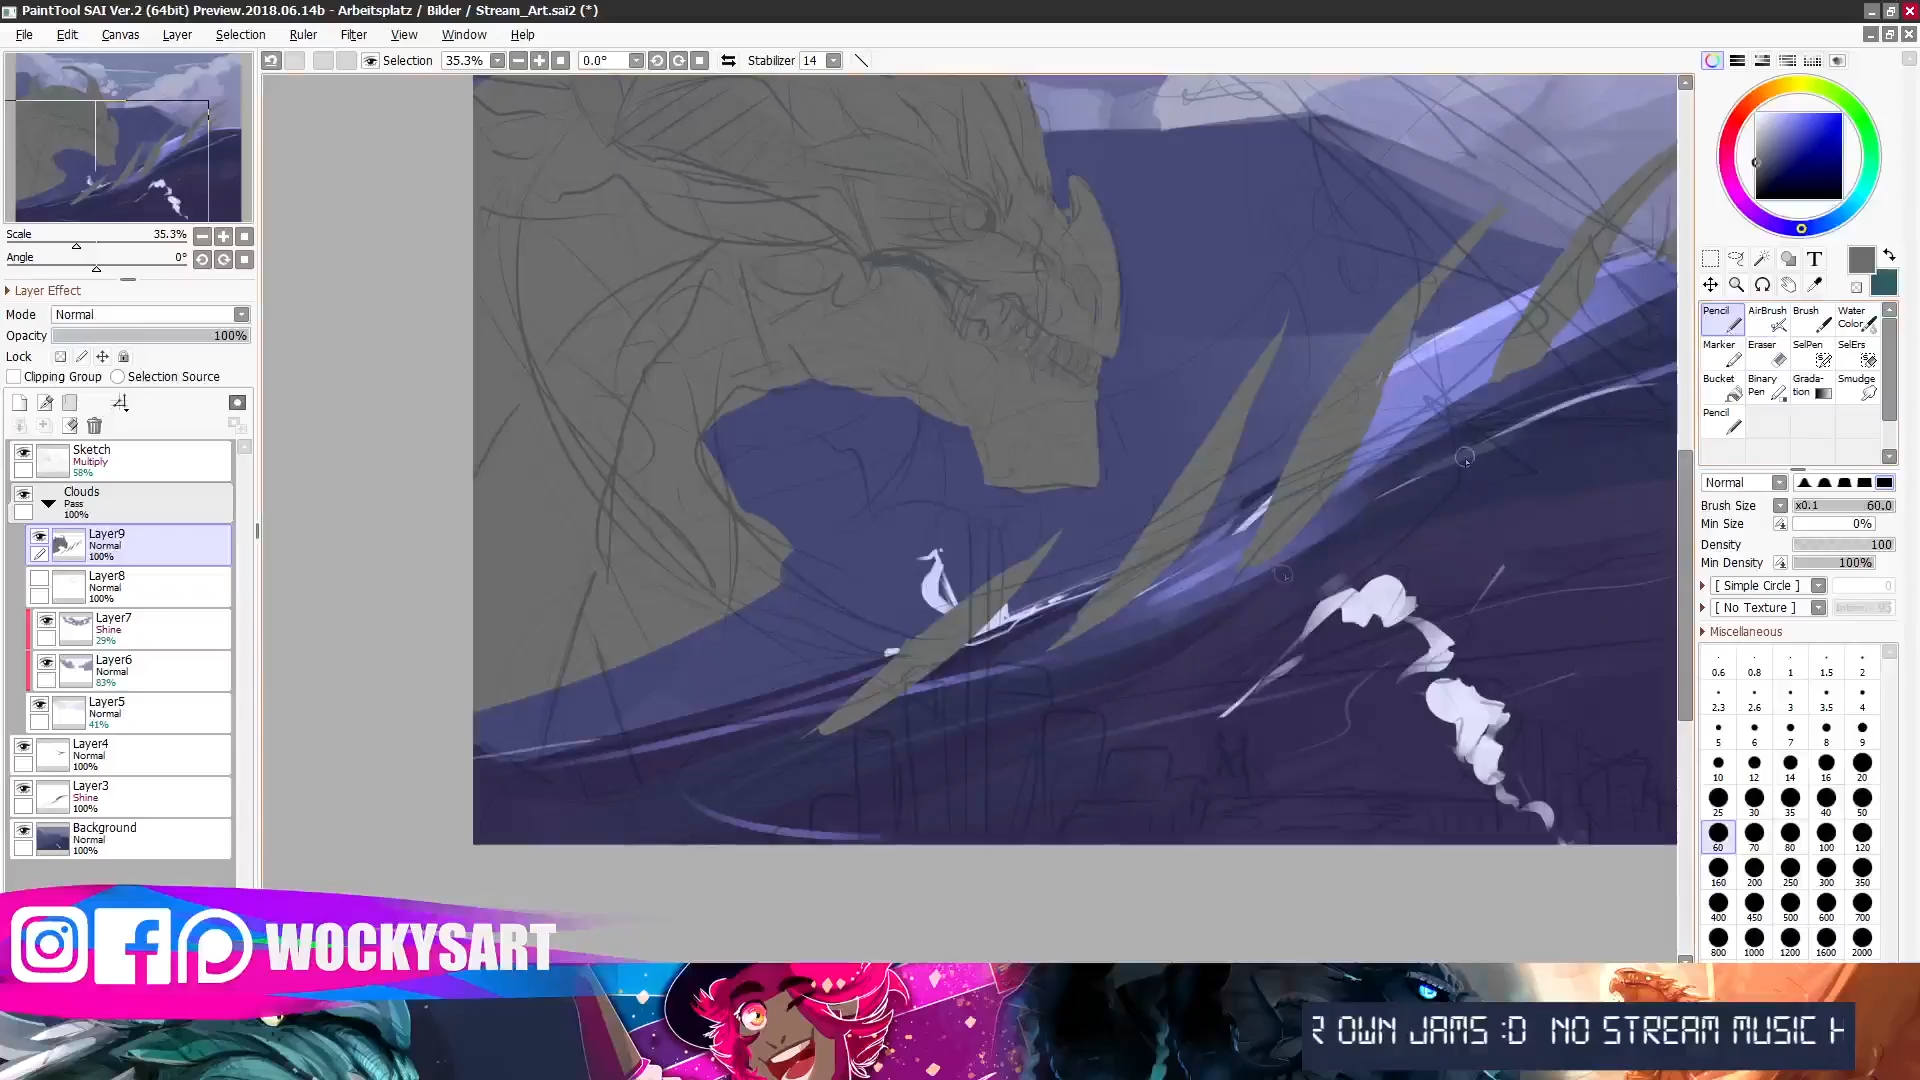 PaintTool SAI Ver.2 (64bit) Preview.2018.06.14b - Arbeitsplatz / Bilder / Stream_Art.sai2 (*)
File Edit Canvas Layer Selection Ruler Filter View Window Help
Selection 35.3% 0.0° Stabilizer 14
Scale 35.3%
Angle 0°
Layer Effect
Mode Normal
Opacity 100%
Lock
Clipping Group Selection Source
Sketch
Multiply
58%
Clouds
Pass
100%
Layer9
Normal
100%
Layer8
Normal
100%
Layer7
Shine
29%
Layer6
Normal
83%
Layer5
Normal
41%
Layer4
Normal
100%
Layer3
Shine
100%
Background
Normal
100%
T
Pencil AirBrush Brush Water Color
Marker Eraser SelPen SelErs
Bucket Binary Pen Grada-tion Smudge
Pencil
Normal
Brush Size x0.1 60.0
Min Size 0%
Density 100
Min Density 100%
[ Simple Circle ] 0
[ No Texture ] 95
Miscellaneous
0.6 0.8 1 1.5 2
2.3 2.6 3 3.5 4
5 6 7 8 9
10 12 14 16 20
25 30 35 40 50
60 70 80 100 120
160 200 250 300 350
400 450 500 600 700
800 1000 1200 1600 2000
WOCKYSART
R OWN JAMS :D NO STREAM MUSIC H